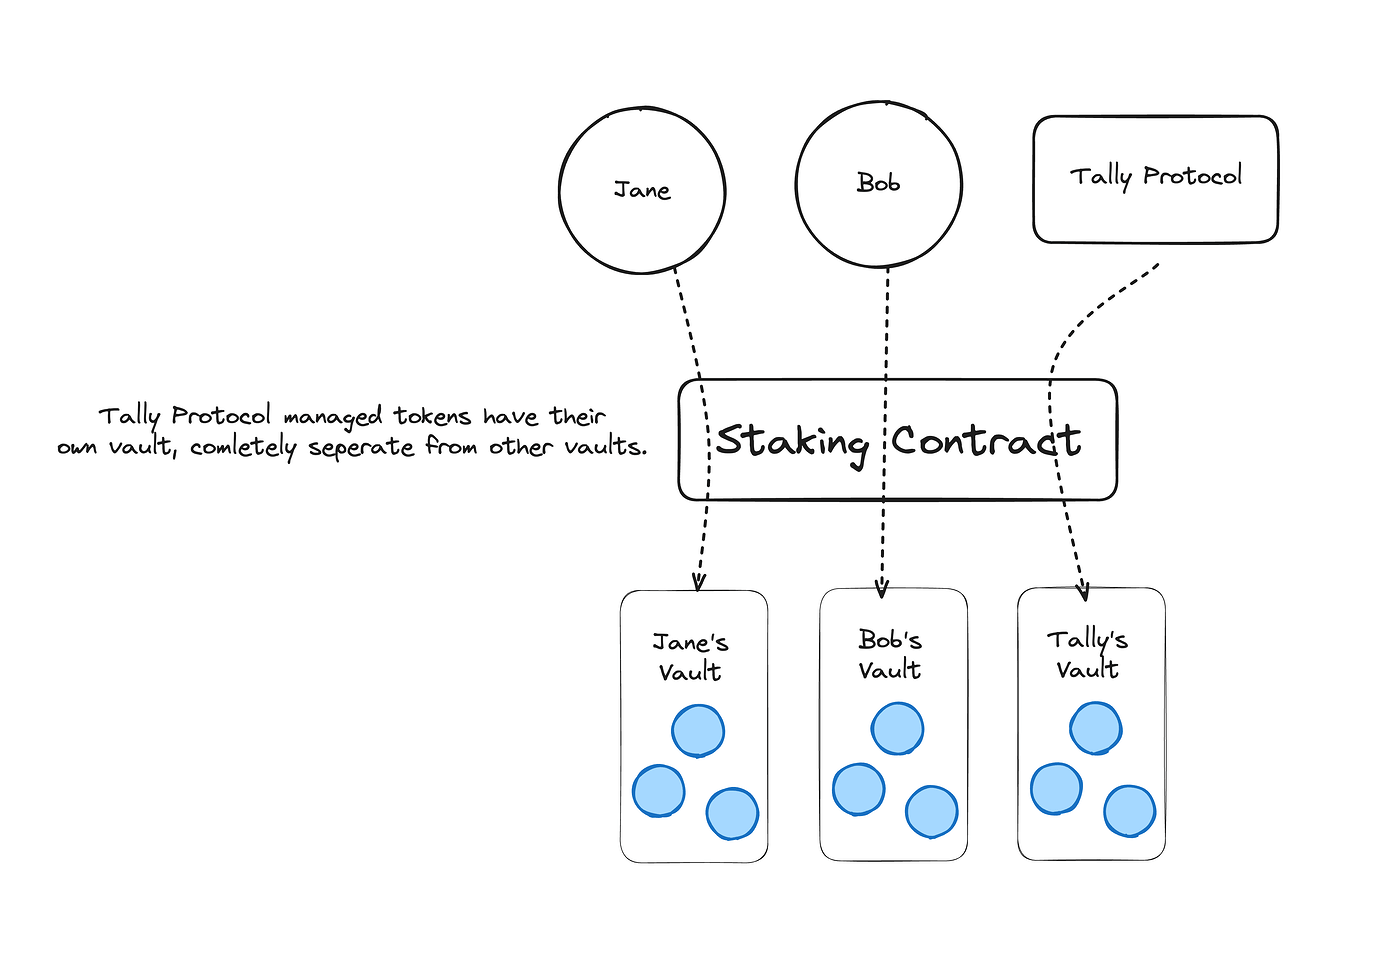 Jane
Bob
Tally Protocol
Tally Protocol managed tokens have their
own vault, comletely seperate from other vaults.
Staking Contract
Jane's
Vault
Bob's
Vault
Tally's
Vault